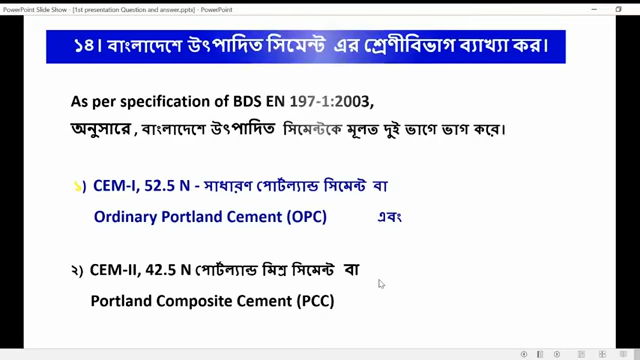 PowerPoint Slide Show - [1st presentation Question and answer.pptx] - PowerPoint
১৪। বাংলাদেশে উৎপাদিত সিমেন্ট এর শ্রেণীবিভাগ ব্যাখ্যা কর।
As per specification of BDS EN 197-1:2003,
অনুসারে, বাংলাদেশে উৎপাদিত সিমেন্টকে মূলত দুই ভাগে ভাগ করে।
১) CEM-I, 52.5 N - সাধারণ পোর্টল্যান্ড সিমেন্ট বা
Ordinary Portland Cement (OPC) এবং
২) CEM-II, 42.5 N পোর্টল্যান্ড মিশ্র সিমেন্ট বা
Portland Composite Cement (PCC)